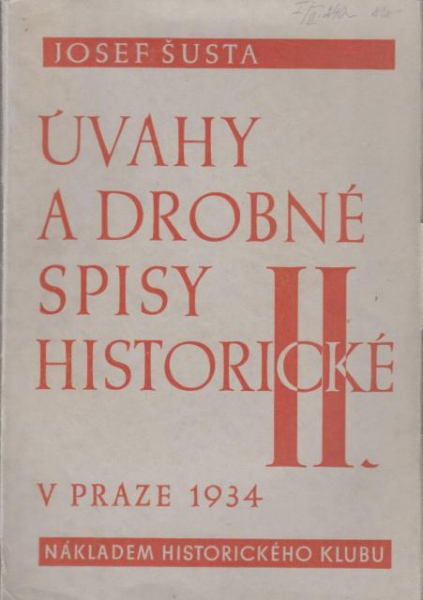 JOSEF ŠUSTA
ÚVAHY
A DROBNÉ
SPISY
HISTORICKÉ
II.
V PRAZE 1934
NÁKLADEM HISTORICKÉHO KLUBU